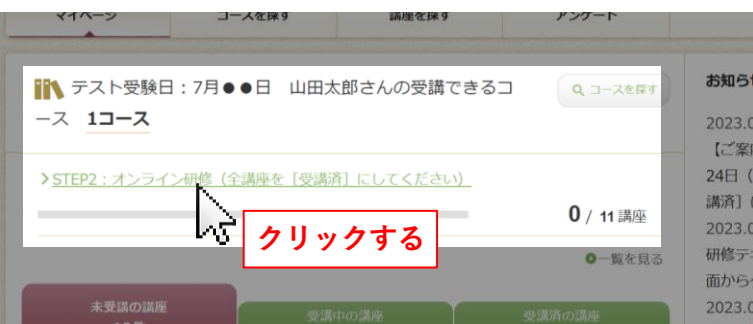 マイページ コースを探す 講座を探す アンケート
テスト受験日：7月●●日　山田太郎さんの受講できるコ
ース 1コース
コースを探す
お知らせ
2023.0
【ご案
24日（
講済］
2023.0
研修テ
面から
2023.0
STEP2：オンライン研修（全講座を［受講済］にしてください）
0 / 11 講座
クリックする
一覧を見る
未受講の講座
受講中の講座
受講済の講座